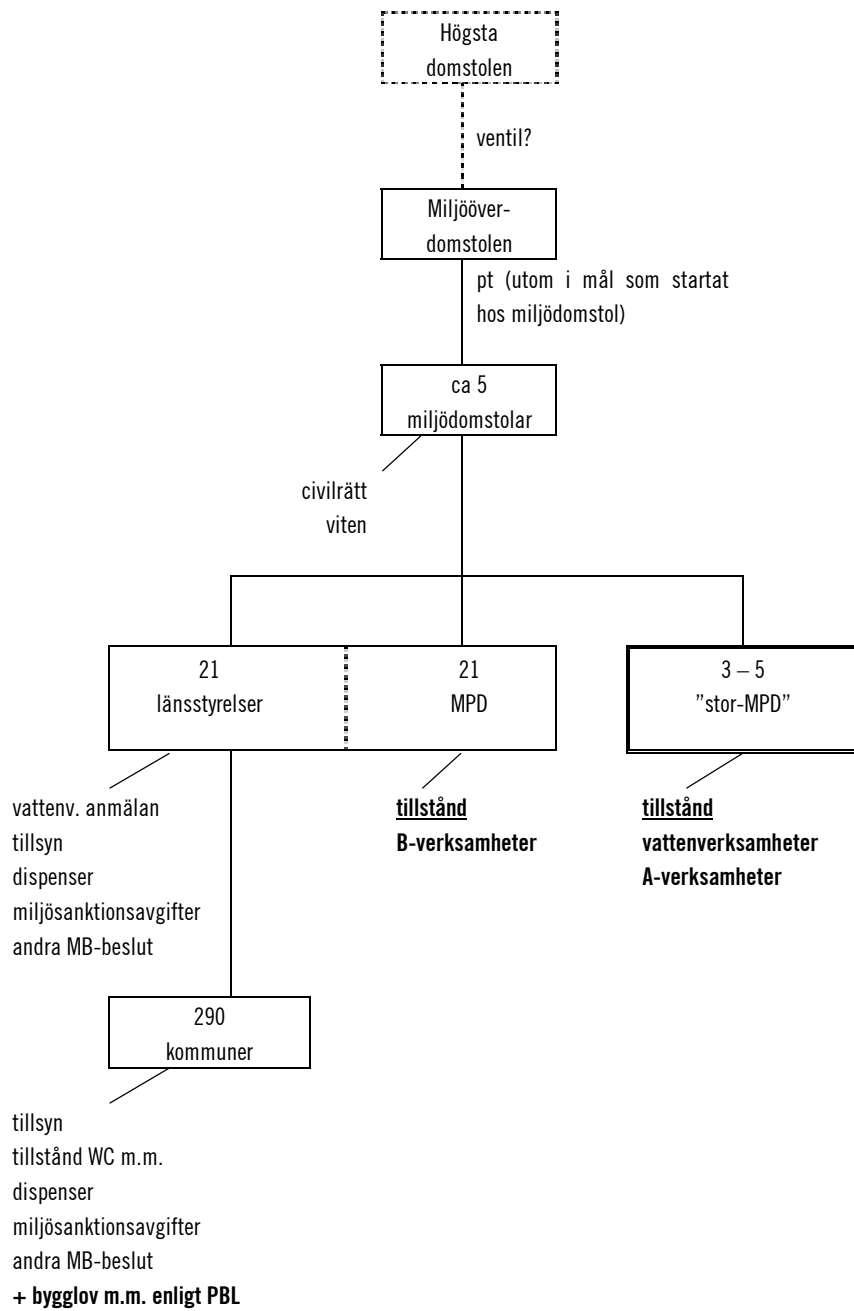 Högsta
domstolen
ventil?
Miljööver-
domstolen
pt (utom i mål som startat
hos miljödomstol)
ca 5
miljödomstolar
civilrätt
viten
21
länsstyrelser
21
MPD
3 – 5
”stor-MPD”
vattenv. anmälan
tillsyn
dispenser
miljösanktionsavgifter
andra MB-beslut
tillstånd
B-verksamheter
tillstånd
vattenverksamheter
A-verksamheter
290
kommuner
tillsyn
tillstånd WC m.m.
dispenser
miljösanktionsavgifter
andra MB-beslut
+ bygglov m.m. enligt PBL